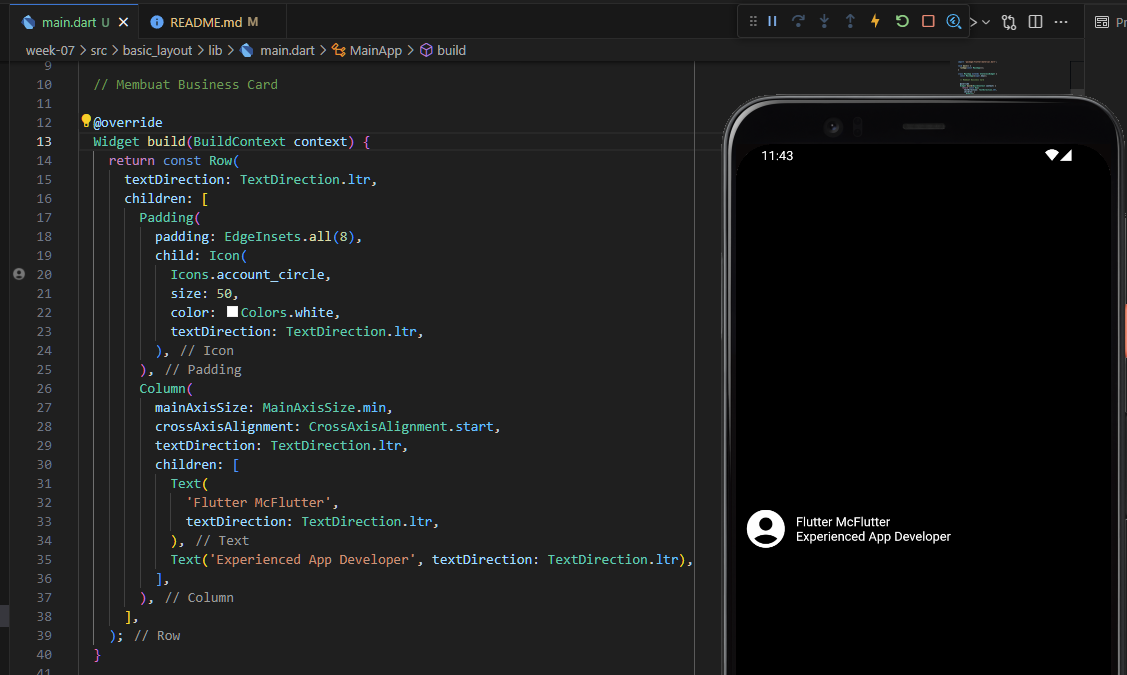 main.dart U
README.md M
Pr
week-07 > src > basic_layout > lib > main.dart > MainApp > build
9
10 // Membuat Business Card
11
12 @override
13 Widget build(BuildContext context) {
14 return const Row(
15 textDirection: TextDirection.ltr,
16 children: [
17 Padding(
18 padding: EdgeInsets.all(8),
19 child: Icon(
20 Icons.account_circle,
21 size: 50,
22 color: Colors.white,
23 textDirection: TextDirection.ltr,
24 ), // Icon
25 ), // Padding
26 Column(
27 mainAxisSize: MainAxisSize.min,
28 crossAxisAlignment: CrossAxisAlignment.start,
29 textDirection: TextDirection.ltr,
30 children: [
31 Text(
32 'Flutter McFlutter',
33 textDirection: TextDirection.ltr,
34 ), // Text
35 Text('Experienced App Developer', textDirection: TextDirection.ltr),
36 ],
37 ), // Column
38 ],
39 ); // Row
40 }
41
11:43
Flutter McFlutter
Experienced App Developer